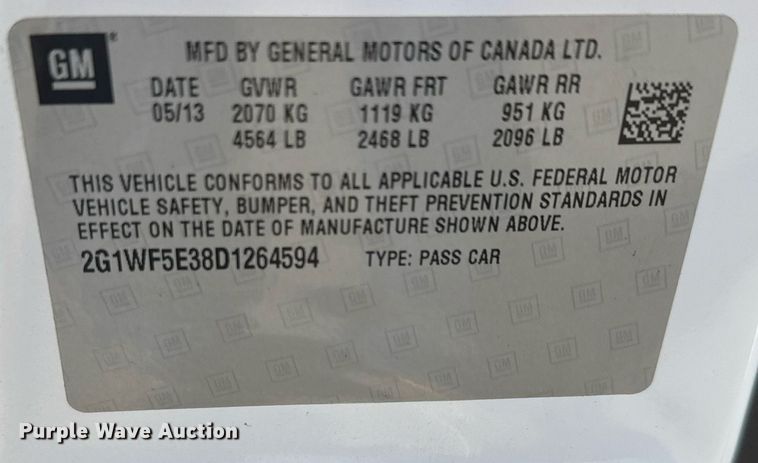 GM
MFD BY GENERAL MOTORS OF CANADA LTD.
DATE GVWR GAWR FRT GAWR RR
05/13 2070 KG 1119 KG 951 KG
4564 LB 2468 LB 2096 LB
THIS VEHICLE CONFORMS TO ALL APPLICABLE U.S. FEDERAL MOTOR
VEHICLE SAFETY, BUMPER, AND THEFT PREVENTION STANDARDS IN
EFFECT ON THE DATE OF MANUFACTURE SHOWN ABOVE.
2G1WF5E38D1264594 TYPE: PASS CAR
Purple Wave Auction